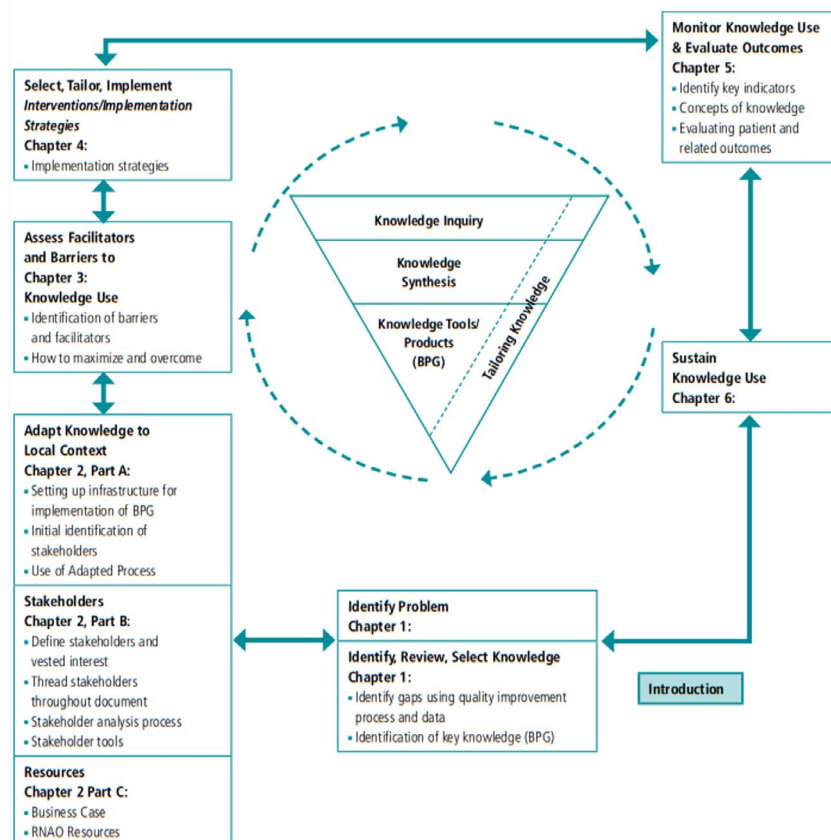 Select, Tailor, Implement
Interventions/Implementation
Strategies
Chapter 4:
▪ Implementation strategies
Assess Facilitators
and Barriers to
Chapter 3:
Knowledge Use
▪ Identification of barriers
and facilitators
▪ How to maximize and overcome
Adapt Knowledge to
Local Context
Chapter 2, Part A:
▪ Setting up infrastructure for
implementation of BPG
▪ Initial identification of
stakeholders
▪ Use of Adapted Process
Stakeholders
Chapter 2, Part B:
▪ Define stakeholders and
vested interest
▪ Thread stakeholders
throughout document
▪ Stakeholder analysis process
▪ Stakeholder tools
Resources
Chapter 2 Part C:
▪ Business Case
▪ RNAO Resources
Knowledge Inquiry
Knowledge
Synthesis
Knowledge Tools/
Products
(BPG)
Tailoring Knowledge
Identify Problem
Chapter 1:
Identify, Review, Select Knowledge
Chapter 1:
▪ Identify gaps using quality improvement
process and data
▪ Identification of key knowledge (BPG)
Monitor Knowledge Use
& Evaluate Outcomes
Chapter 5:
▪ Identify key indicators
▪ Concepts of knowledge
▪ Evaluating patient and
related outcomes
Sustain
Knowledge Use
Chapter 6:
Introduction